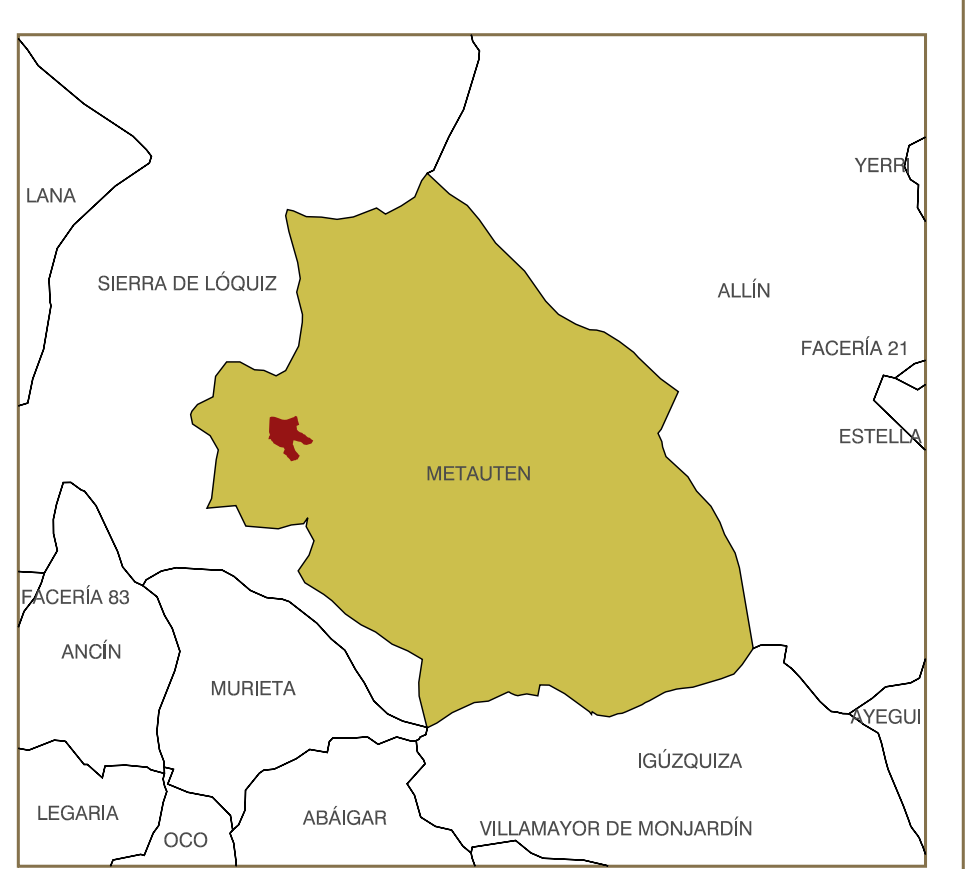 YERRI
LANA
SIERRA DE LÓQUIZ
ALLÍN
FACERÍA 21
ESTELLA
METAUTEN
FACERÍA 83
ANCÍN
MURIETA
AYEGUI
IGÚZQUIZA
LEGARIA
ABÁIGAR
VILLAMAYOR DE MONJARDÍN
OCO